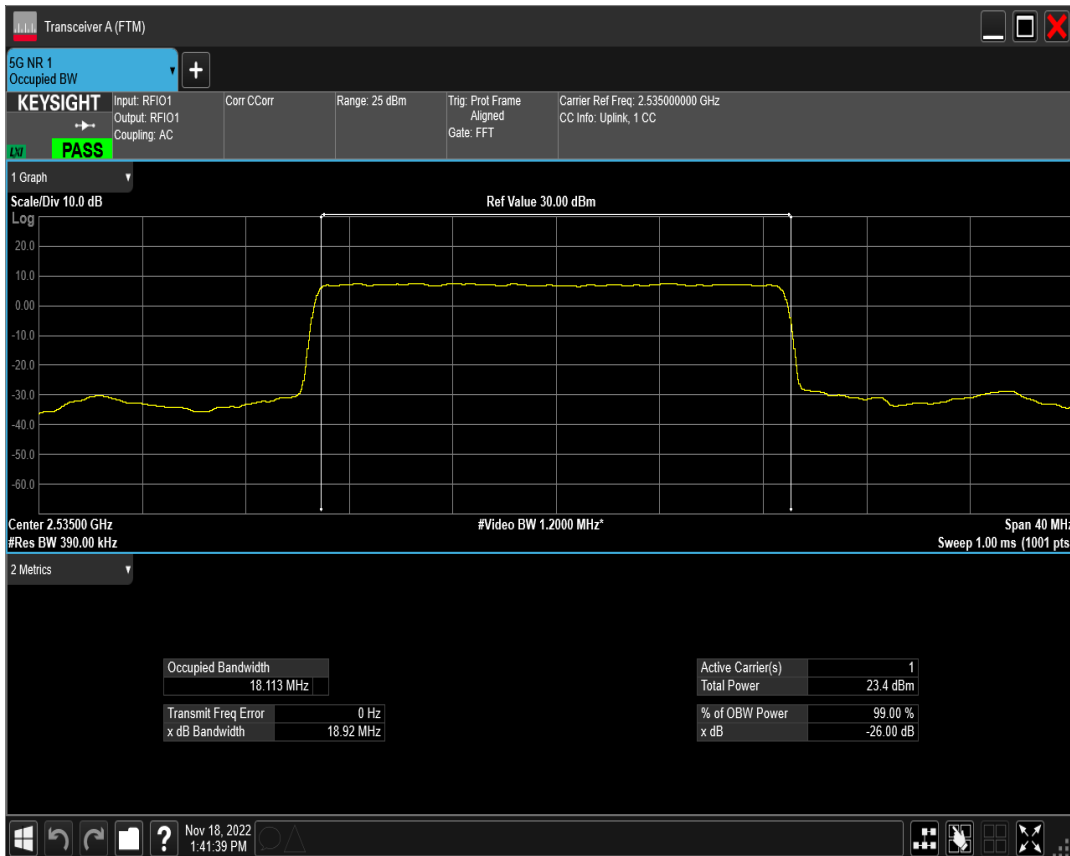 Transceiver A (FTM)
5G NR 1
Occupied BW
KEYSIGHT
LXI
PASS
Input: RFIO1
Output: RFIO1
Coupling: AC
Corr CCorr
Range: 25 dBm
Trig: Prot Frame
Aligned
Gate: FFT
Carrier Ref Freq: 2.535000000 GHz
CC Info: Uplink, 1 CC
1 Graph
Scale/Div 10.0 dB
Ref Value 30.00 dBm
Log
20.0
10.0
0.00
-10.0
-20.0
-30.0
-40.0
-50.0
-60.0
Center 2.53500 GHz
#Video BW 1.2000 MHz*
Span 40 MHz
#Res BW 390.00 kHz
Sweep 1.00 ms (1001 pts
2 Metrics
Occupied Bandwidth
18.113 MHz
Transmit Freq Error 0 Hz
x dB Bandwidth 18.92 MHz
Active Carrier(s) 1
Total Power 23.4 dBm
% of OBW Power 99.00 %
x dB -26.00 dB
?
Nov 18, 2022
1:41:39 PM